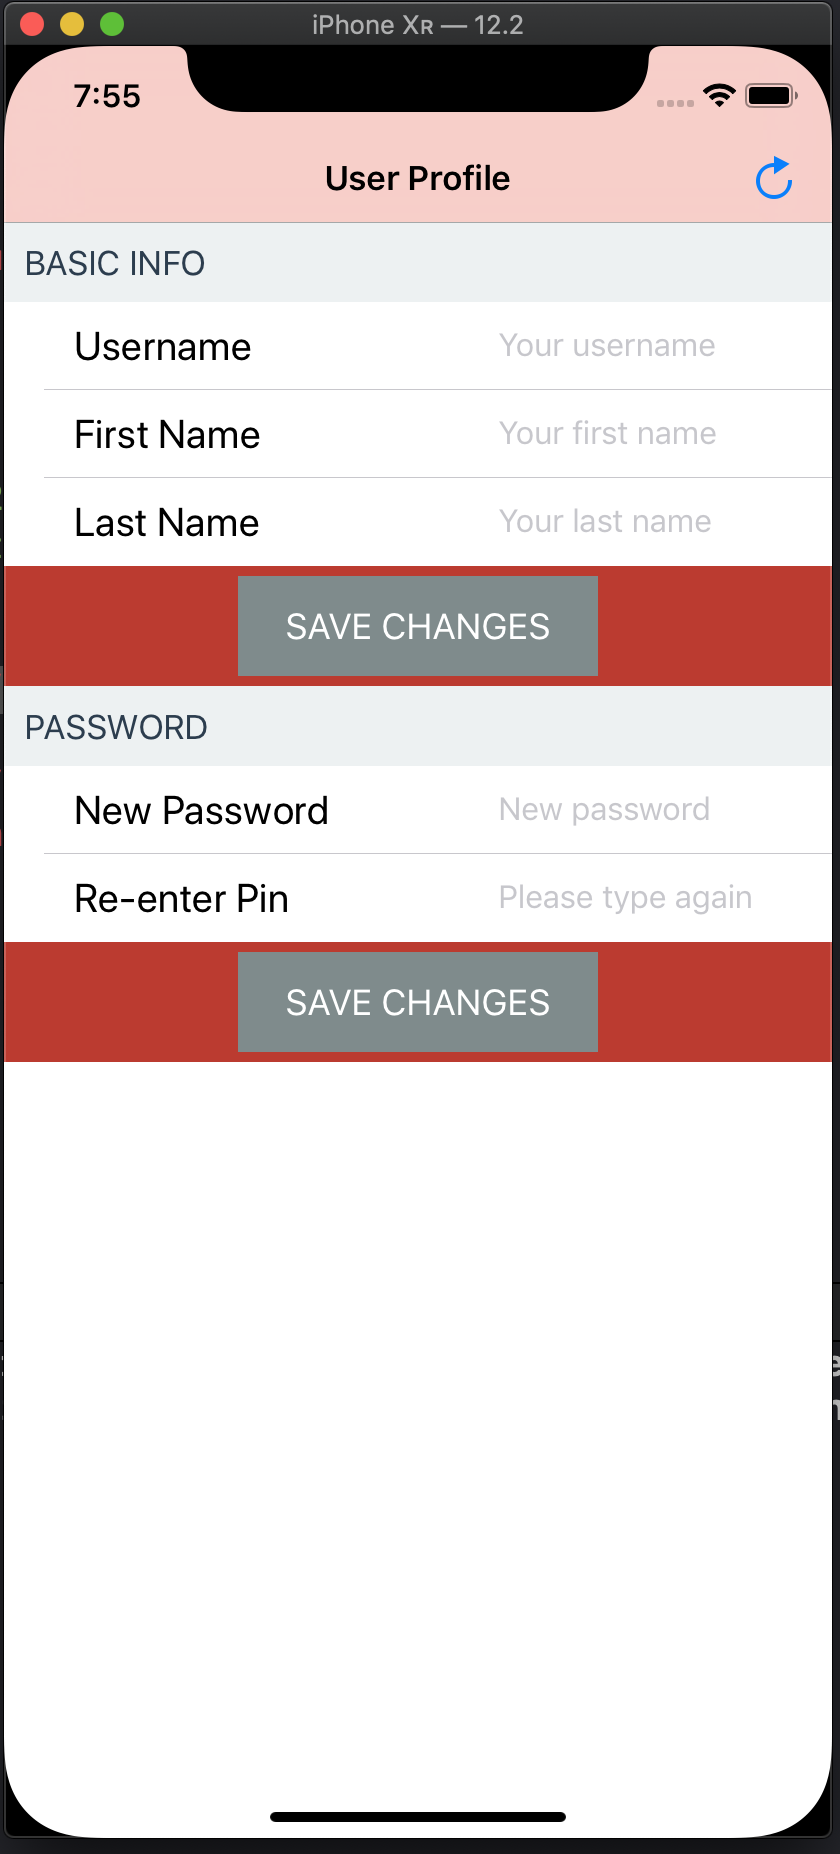 iPhone Xʀ — 12.2
7:55
User Profile
BASIC INFO
Username Your username
First Name Your first name
Last Name Your last name
SAVE CHANGES
PASSWORD
New Password New password
Re-enter Pin Please type again
SAVE CHANGES